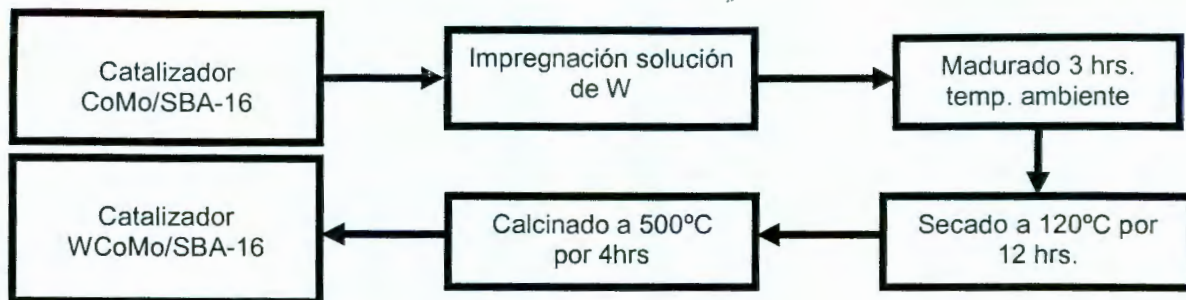 Catalizador
CoMo/SBA-16
Impregnación solución
de W
Madurado 3 hrs.
temp. ambiente
Secado a 120ºC por
12 hrs.
Calcinado a 500ºC
por 4hrs
Catalizador
WCoMo/SBA-16